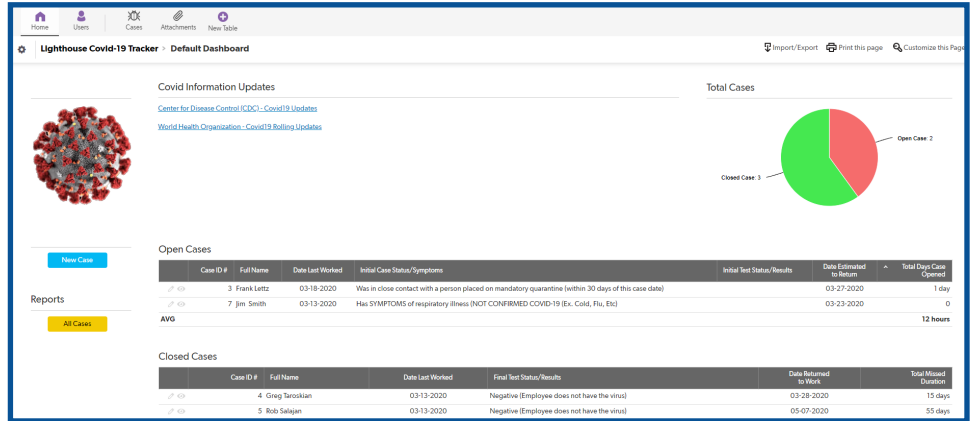 Home Users Cases Attachments New Table
Lighthouse Covid-19 Tracker > Default Dashboard Import/Export Print this page Customize this Page
Covid Information Updates
Total Cases
Center for Disease Control (CDC) - Covid19 Updates
World Health Organization - Covid19 Rolling Updates
Open Case: 2
Closed Case: 3
New Case
Reports
All Cases
Open Cases
Case ID # Full Name Date Last Worked Initial Case Status/Symptoms Initial Test Status/Results Date Estimated to Return Total Days Case Opened
3 Frank Lettz 03-18-2020 Was in close contact with a person placed on mandatory quarantine (within 30 days of this case date) 03-27-2020 1 day
7 Jim Smith 03-13-2020 Has SYMPTOMS of respiratory illness (NOT CONFIRMED COVID-19 (Ex. Cold, Flu, Etc) 03-23-2020 0
AVG 12 hours
Closed Cases
Case ID # Full Name Date Last Worked Final Test Status/Results Date Returned to Work Total Missed Duration
4 Greg Taroskian 03-13-2020 Negative (Employee does not have the virus) 03-28-2020 15 days
5 Rob Salajan 03-13-2020 Negative (Employee does not have the virus) 05-07-2020 55 days